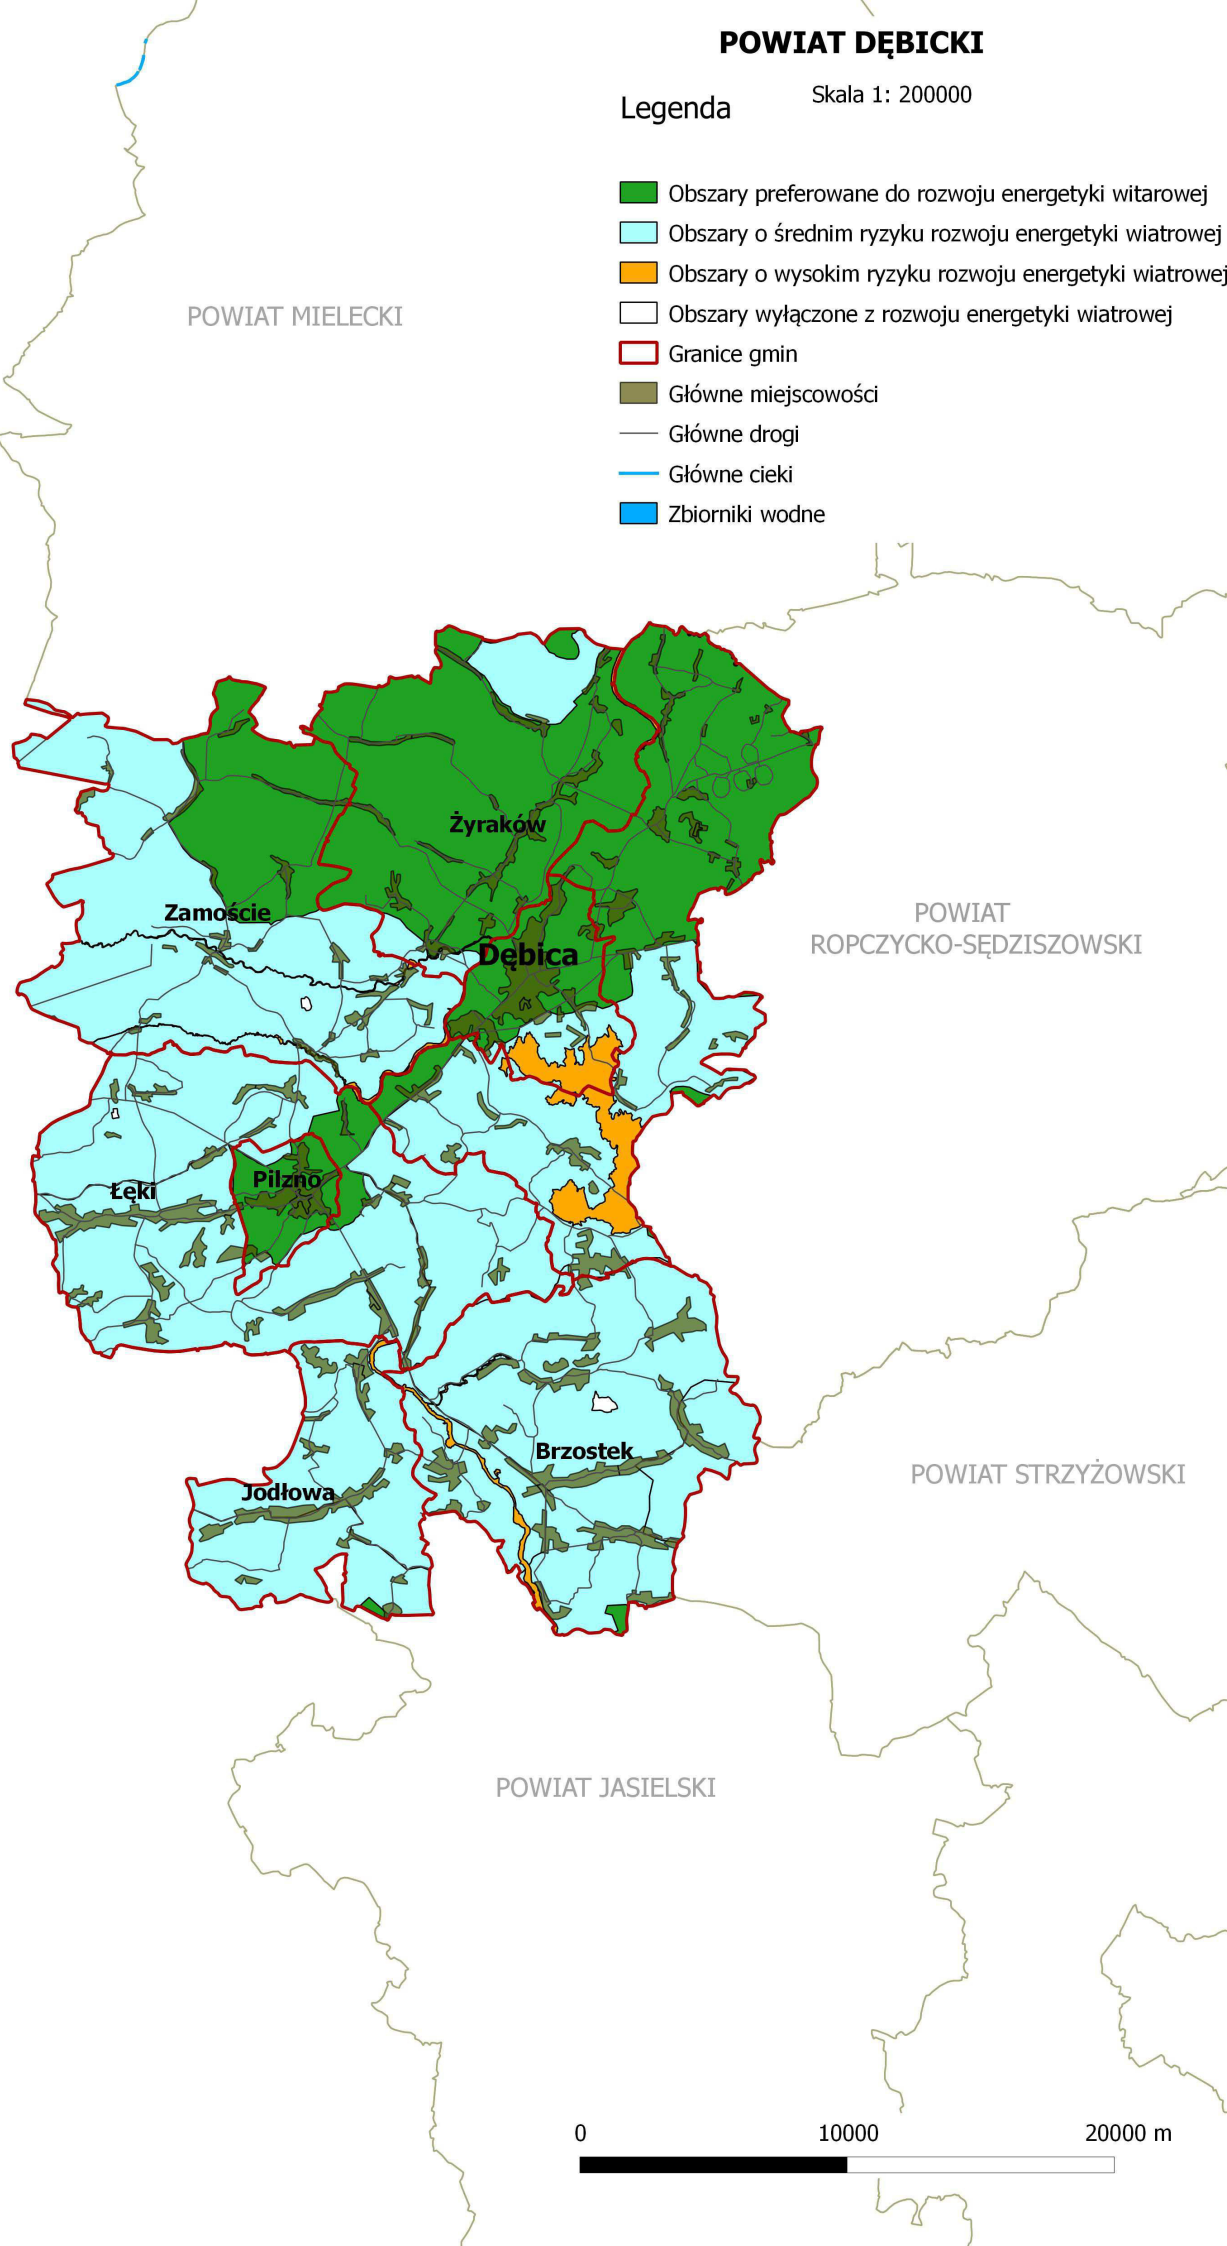 POWIAT DĘBICKI
Skala 1: 200000
Legenda
Obszary preferowane do rozwoju energetyki witarowej
Obszary o średnim ryzyku rozwoju energetyki wiatrowej
Obszary o wysokim ryzyku rozwoju energetyki wiatrowej
Obszary wyłączone z rozwoju energetyki wiatrowej
Granice gmin
Główne miejscowości
Główne drogi
Główne cieki
Zbiorniki wodne
POWIAT MIELECKI
Żyraków
Zamoście
POWIAT
ROPCZYCKO-SĘDZISZOWSKI
Dębica
Pilzno
Łęki
Brzostek
POWIAT STRZYŻOWSKI
Jodłowa
POWIAT JASIELSKI
0 10000 20000 m